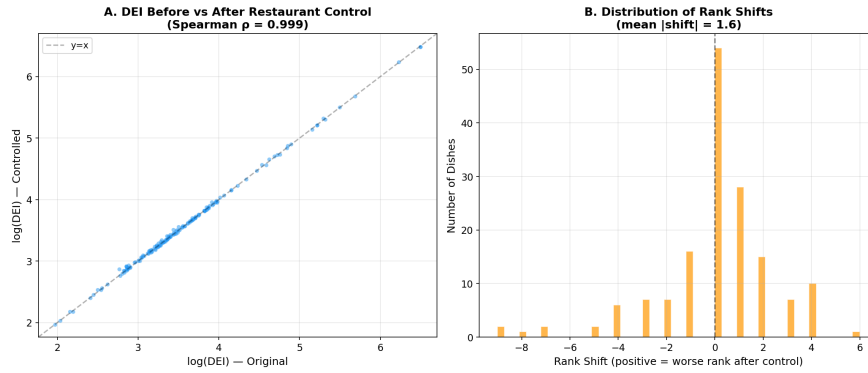 A. DEI Before vs After Restaurant Control
(Spearman ρ = 0.999)
y=x
6
5
4
3
2
log(DEI) — Controlled
2 3 4 5 6
log(DEI) — Original
B. Distribution of Rank Shifts
(mean |shift| = 1.6)
50
40
30
20
10
0
Number of Dishes
−8 −6 −4 −2 0 2 4 6
Rank Shift (positive = worse rank after control)